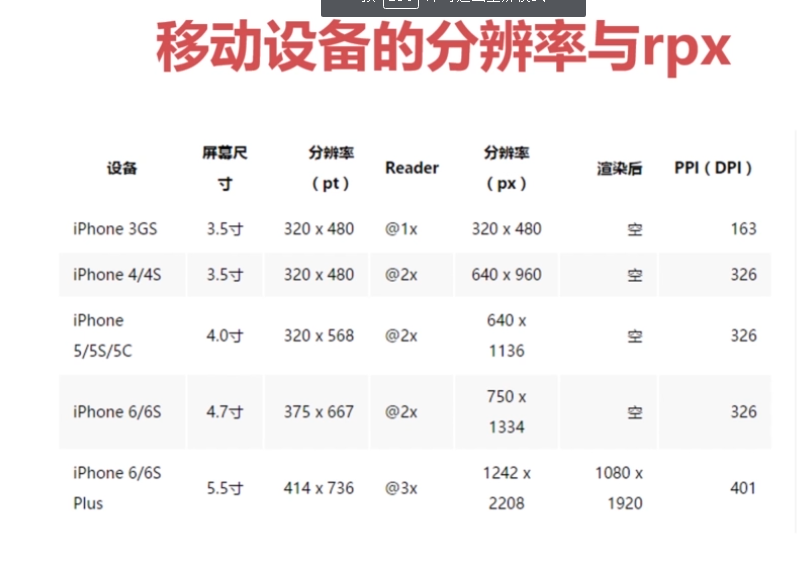 移动设备的分辨率与rpx
设备 屏幕尺寸 分辨率（pt） Reader 分辨率（px） 渲染后 PPI（DPI）
iPhone 3GS 3.5寸 320 x 480 @1x 320 x 480 空 163
iPhone 4/4S 3.5寸 320 x 480 @2x 640 x 960 空 326
iPhone 5/5S/5C 4.0寸 320 x 568 @2x 640 x 1136 空 326
iPhone 6/6S 4.7寸 375 x 667 @2x 750 x 1334 空 326
iPhone 6/6S Plus 5.5寸 414 x 736 @3x 1242 x 2208 1080 x 1920 401